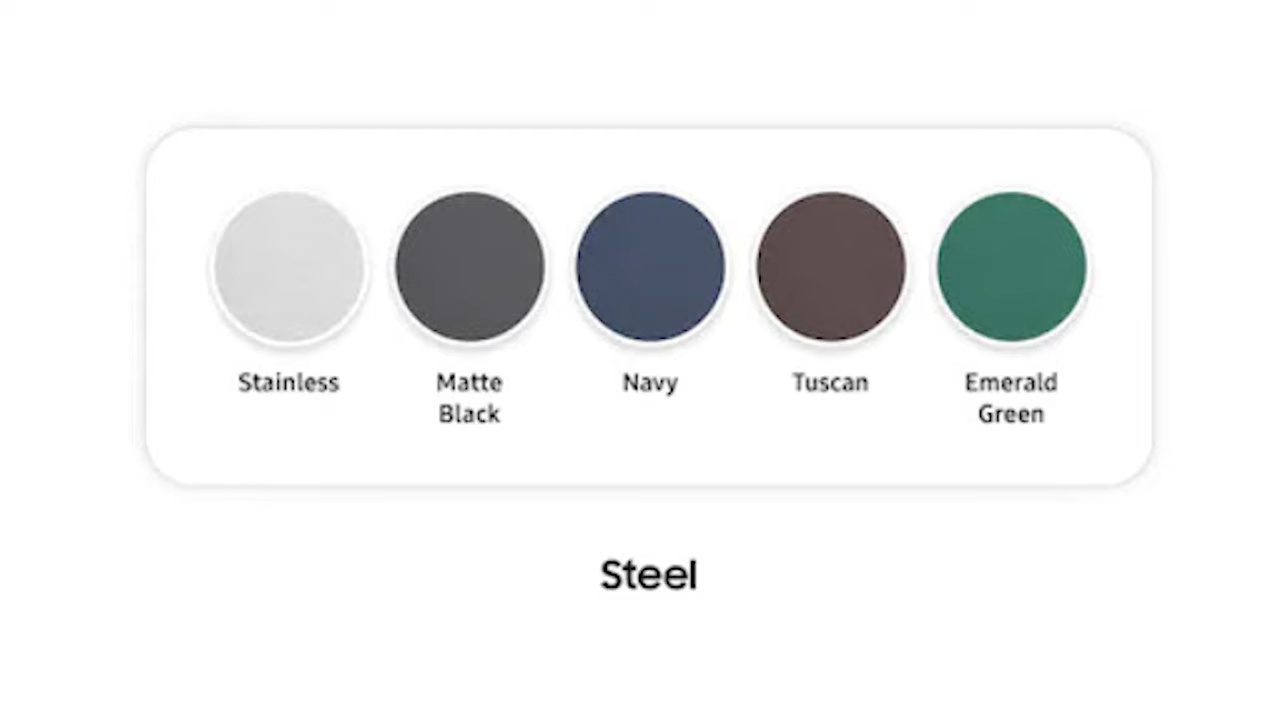 Stainless
Matte
Black
Navy
Tuscan
Emerald
Green
Steel